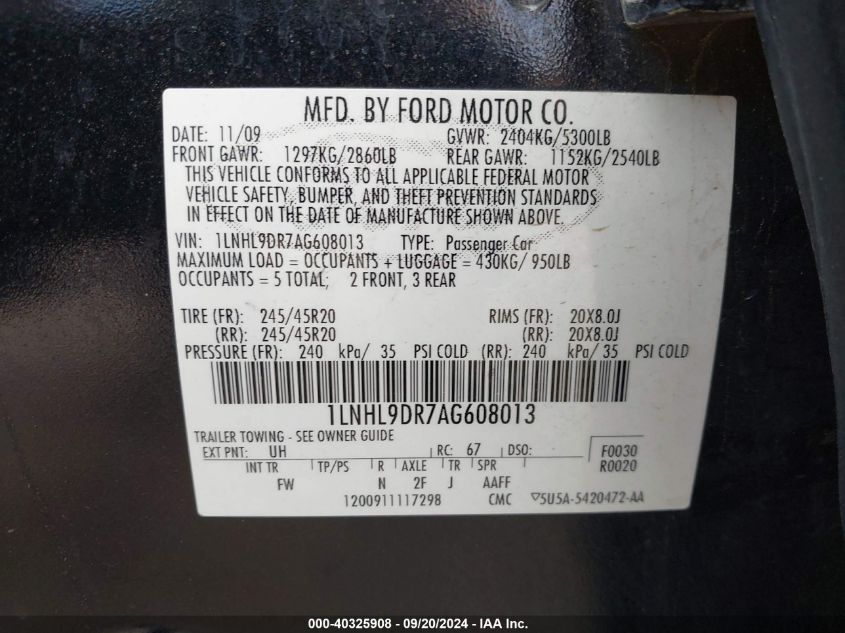 MFD. BY FORD MOTOR CO.
DATE: 11/09 GVWR: 2404KG/5300LB
FRONT GAWR: 1297KG/2860LB REAR GAWR: 1152KG/2540LB
THIS VEHICLE CONFORMS TO ALL APPLICABLE FEDERAL MOTOR
VEHICLE SAFETY, BUMPER, AND THEFT PREVENTION STANDARDS
IN EFFECT ON THE DATE OF MANUFACTURE SHOWN ABOVE.
VIN: 1LNHL9DR7AG608013 TYPE: Passenger Car
MAXIMUM LOAD = OCCUPANTS + LUGGAGE = 430KG/ 950LB
OCCUPANTS = 5 TOTAL; 2 FRONT, 3 REAR
TIRE (FR): 245/45R20 RIMS (FR): 20X8.0J
(RR): 245/45R20 (RR): 20X8.0J
PRESSURE (FR): 240 kPa/ 35 PSI COLD (RR): 240 kPa/ 35 PSI COLD
1LNHL9DR7AG608013
TRAILER TOWING - SEE OWNER GUIDE
EXT PNT: UH RC: 67 DSO: F0030
INT TR TP/PS R AXLE TR SPR R0020
FW N 2F J AAFF
1200911117298 CMC ▽5U5A-5420472-AA
000-40325908 - 09/20/2024 - IAA Inc.